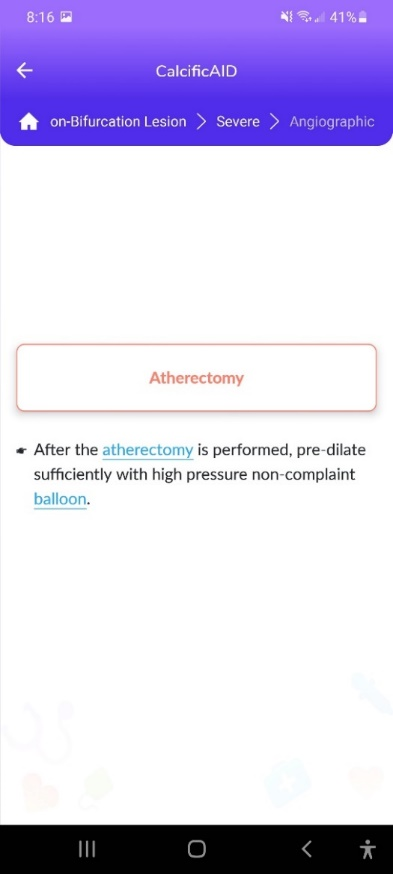 8:16
41%
CalcificAID
on-Bifurcation Lesion > Severe > Angiographic
Atherectomy
☛ After the atherectomy is performed, pre-dilate
sufficiently with high pressure non-complaint
balloon.